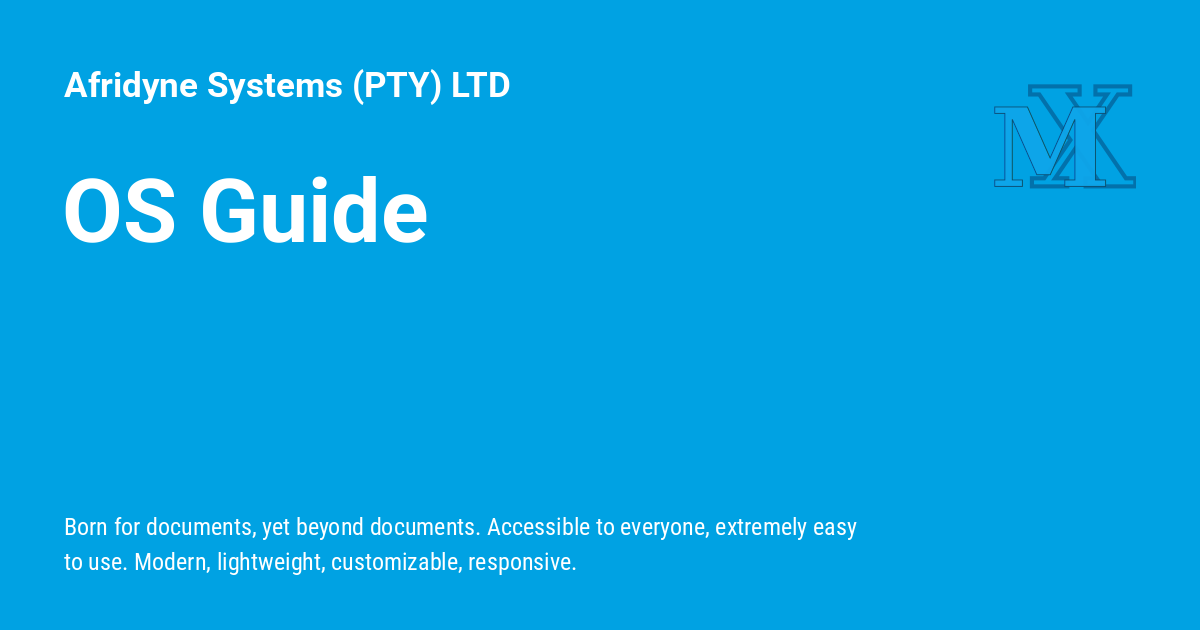 Afridyne Systems (PTY) LTD
MX
OS Guide
Born for documents, yet beyond documents. Accessible to everyone, extremely easy
to use. Modern, lightweight, customizable, responsive.